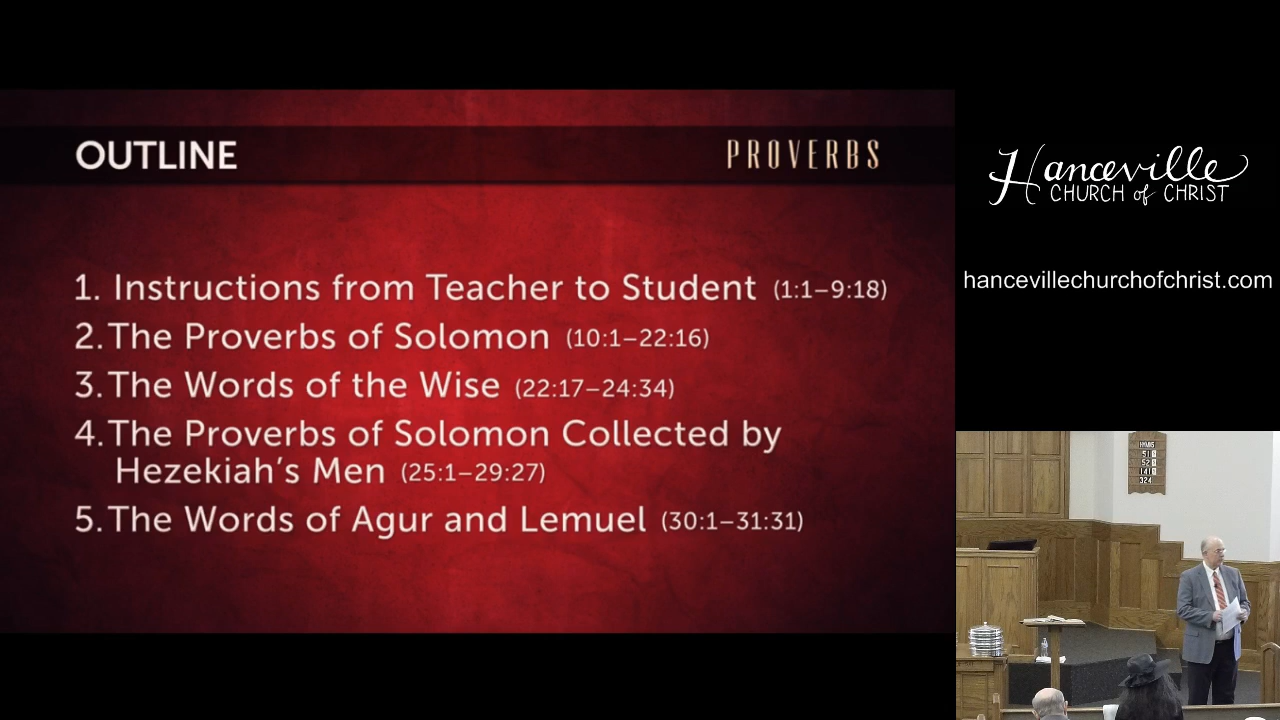 OUTLINE
PROVERBS
1. Instructions from Teacher to Student (1:1–9:18)
2. The Proverbs of Solomon (10:1–22:16)
3. The Words of the Wise (22:17–24:34)
4. The Proverbs of Solomon Collected by
Hezekiah’s Men (25:1–29:27)
5. The Words of Agur and Lemuel (30:1–31:31)
Hanceville
CHURCH of CHRIST
hancevillechurchofchrist.com
HYMNS
324